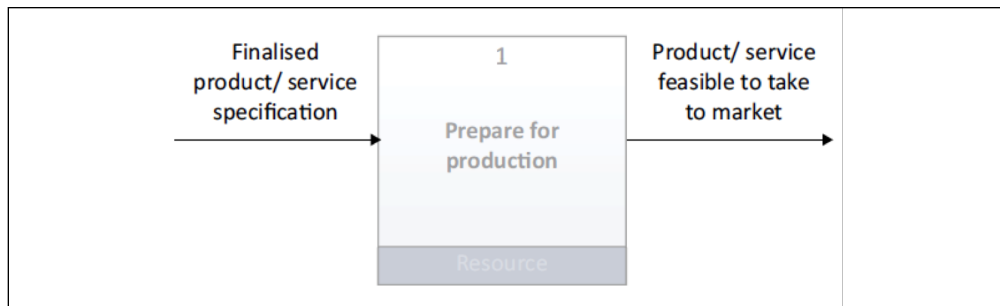 Finalised
product/ service
specification
1
Prepare for
production
Resource
Product/ service
feasible to take
to market